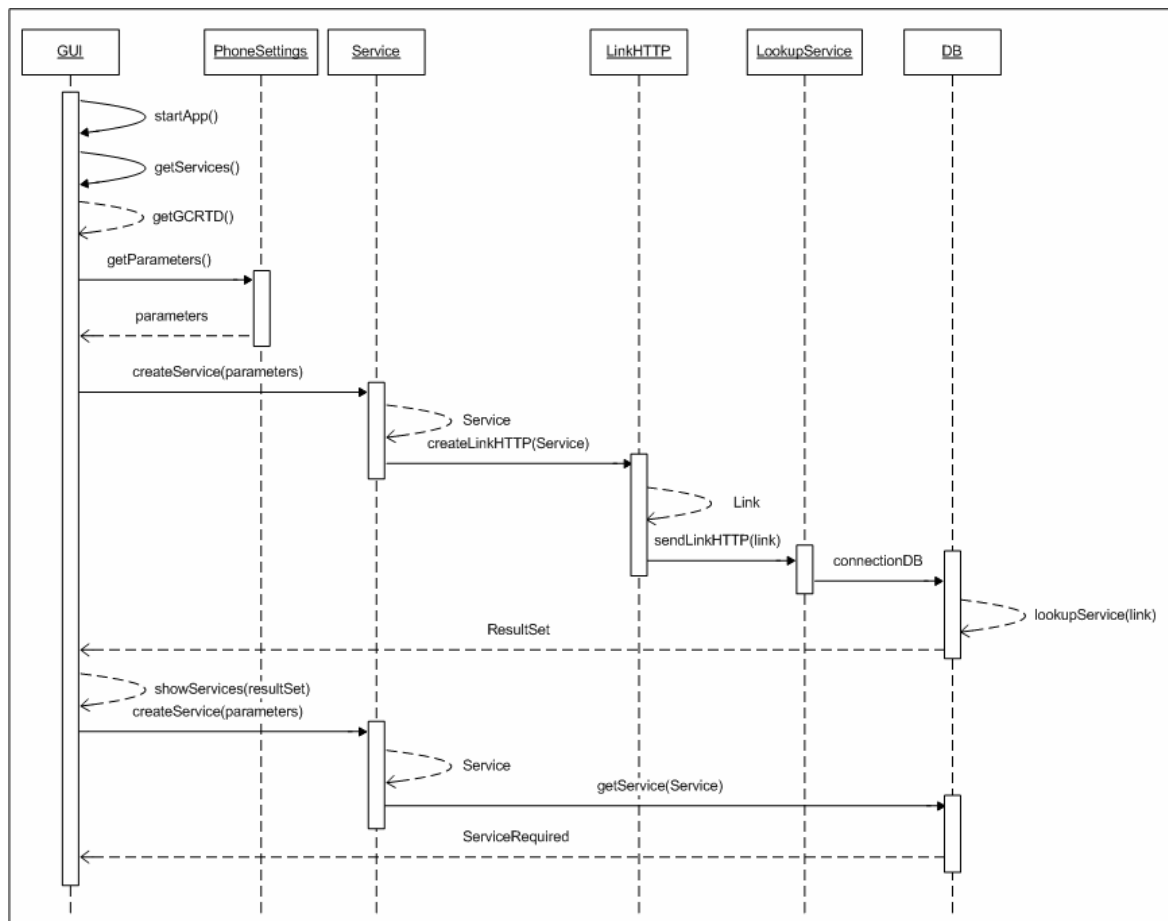 GUI
PhoneSettings
Service
LinkHTTP
LookupService
DB
startApp()
getServices()
getGCRTD()
getParameters()
parameters
createService(parameters)
Service
createLinkHTTP(Service)
Link
sendLinkHTTP(link)
connectionDB
lookupService(link)
ResultSet
showServices(resultSet)
createService(parameters)
Service
getService(Service)
ServiceRequired